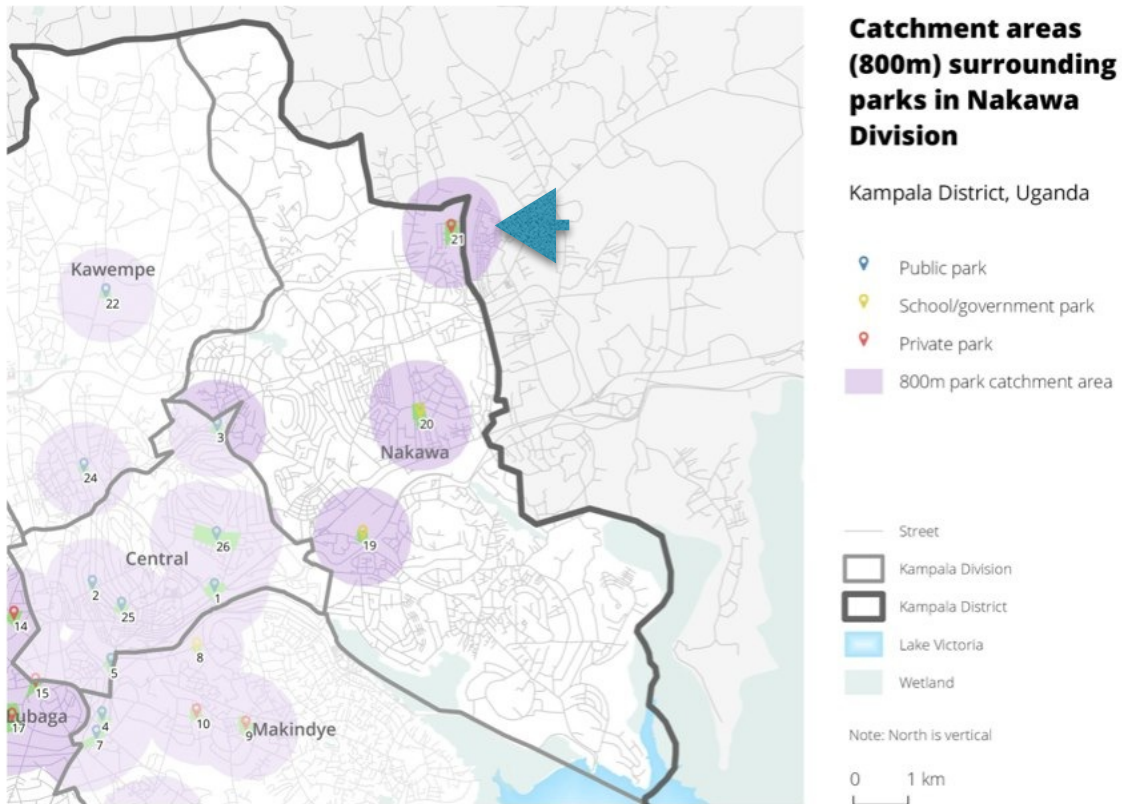 Catchment areas
(800m) surrounding
parks in Nakawa
Division
Kampala District, Uganda
Public park
School/government park
Private park
800m park catchment area
Street
Kampala Division
Kampala District
Lake Victoria
Wetland
Note: North is vertical
0 1 km
21
Kawempe
22
20
3
Nakawa
24
19
26
Central
2
1
25
14
8
5
15
ubaga
17
4
10
9
Makindye
7